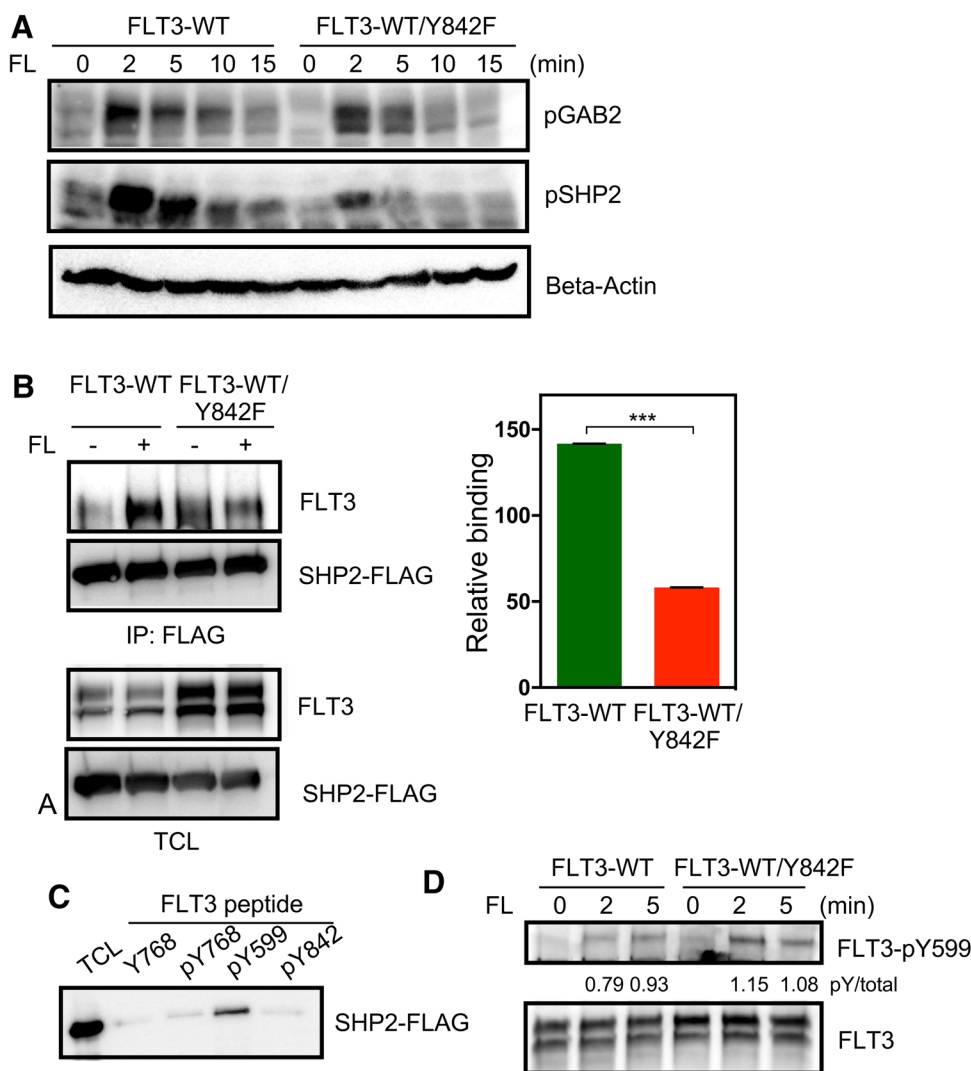 A
FLT3-WT FLT3-WT/Y842F
FL 0 2 5 10 15 0 2 5 10 15 (min)
pGAB2
pSHP2
Beta-Actin
B
FLT3-WT FLT3-WT/
Y842F
FL - + - +
FLT3
SHP2-FLAG
IP: FLAG
FLT3
SHP2-FLAG
A
TCL
Relative binding
150
100
50
0
***
FLT3-WT FLT3-WT/
Y842F
C
FLT3 peptide
TCL Y768 pY768 pY599 pY842
SHP2-FLAG
D
FLT3-WT FLT3-WT/Y842F
FL 0 2 5 0 2 5 (min)
FLT3-pY599
0.79 0.93 1.15 1.08 pY/total
FLT3